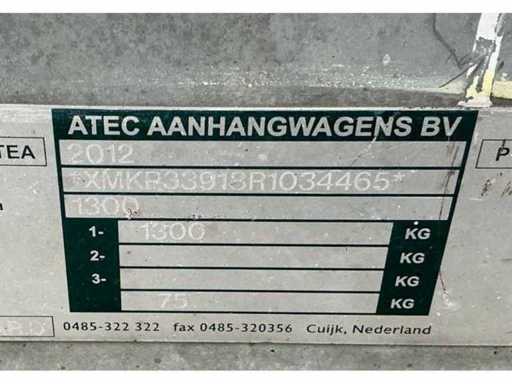 ATEC AANHANGWAGENS BV
TEA
2012
P
*XMKR33913R1034465*
1300
1- 1300 KG
2- KG
3- KG
75 KG
0485-322 322 fax 0485-320356 Cuijk, Nederland